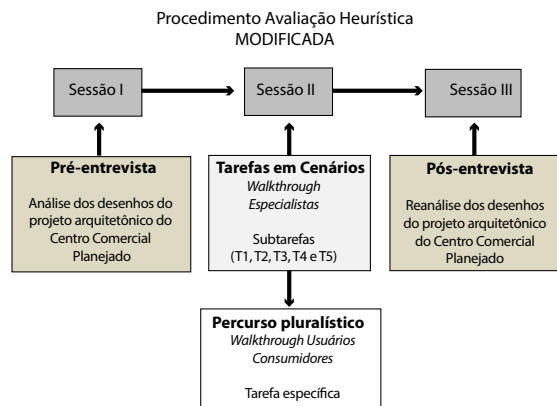 Procedimento Avaliação Heurística
MODIFICADA
Sessão I
Sessão II
Sessão III
Pré-entrevista
Análise dos desenhos do
projeto arquitetônico do
Centro Comercial
Planejado
Tarefas em Cenários
Walkthrough
Especialistas
Subtarefas
(T1, T2, T3, T4 e T5)
Pós-entrevista
Reanálise dos desenhos
do projeto arquitetônico
do Centro Comercial
Planejado
Percurso pluralístico
Walkthrough Usuários
Consumidores
Tarefa específica